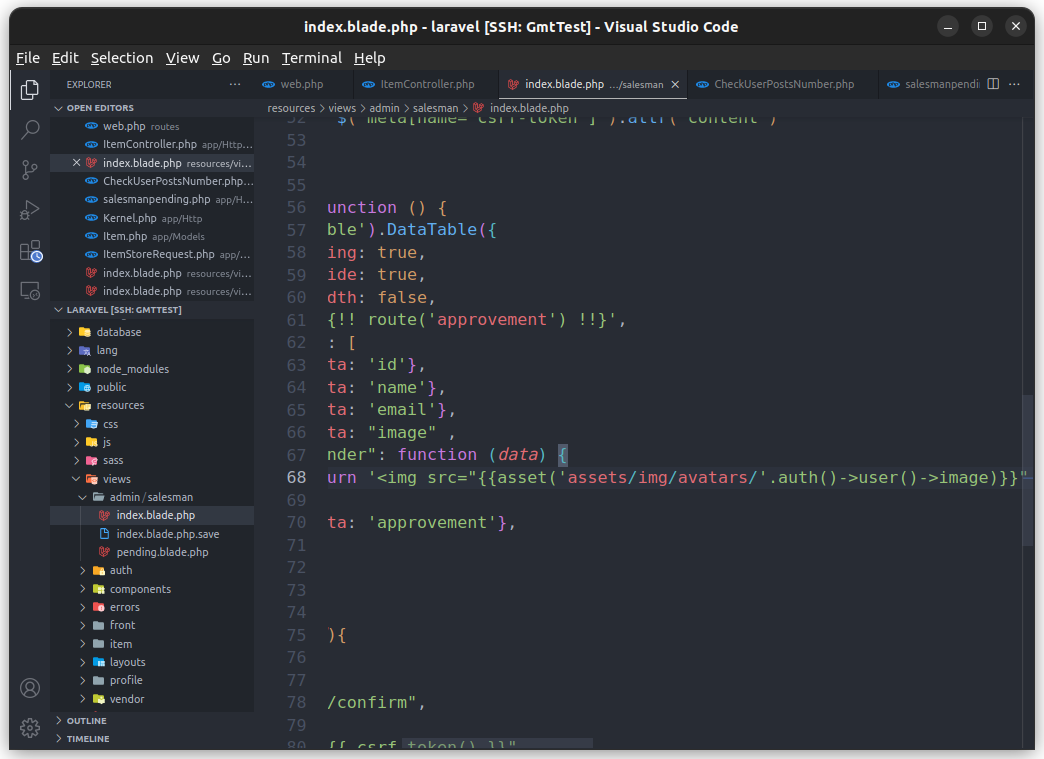 index.blade.php - laravel [SSH: GmtTest] - Visual Studio Code
File Edit Selection View Go Run Terminal Help
EXPLORER
web.php
ItemController.php
index.blade.php .../salesman
CheckUserPostsNumber.php
salesmanpendi
OPEN EDITORS
web.php routes
ItemController.php app/Http...
index.blade.php resources/vi...
CheckUserPostsNumber.php...
salesmanpending.php app/H...
Kernel.php app/Http
Item.php app/Models
ItemStoreRequest.php app/...
index.blade.php resources/vi...
index.blade.php resources/vi...
LARAVEL [SSH: GMTTEST]
database
lang
node_modules
public
resources
css
js
sass
views
admin / salesman
index.blade.php
index.blade.php.save
pending.blade.php
auth
components
errors
front
item
layouts
profile
vendor
OUTLINE
TIMELINE
resources > views > admin > salesman > index.blade.php
52 $('meta[name="csrf-token"]').attr('content')
53
54
55
56 unction () {
57 ble').DataTable({
58 ing: true,
59 ide: true,
60 dth: false,
61 {!! route('approvement') !!}',
62 : [
63 ta: 'id'},
64 ta: 'name'},
65 ta: 'email'},
66 ta: "image" ,
67 nder": function (data) {
68 urn '<img src="{{asset('assets/img/avatars/'.auth()->user()->image)}}"
69
70 ta: 'approvement'},
71
72
73
74
75 ){
76
77
78 /confirm",
79
80 {{ csrf_token() }}"